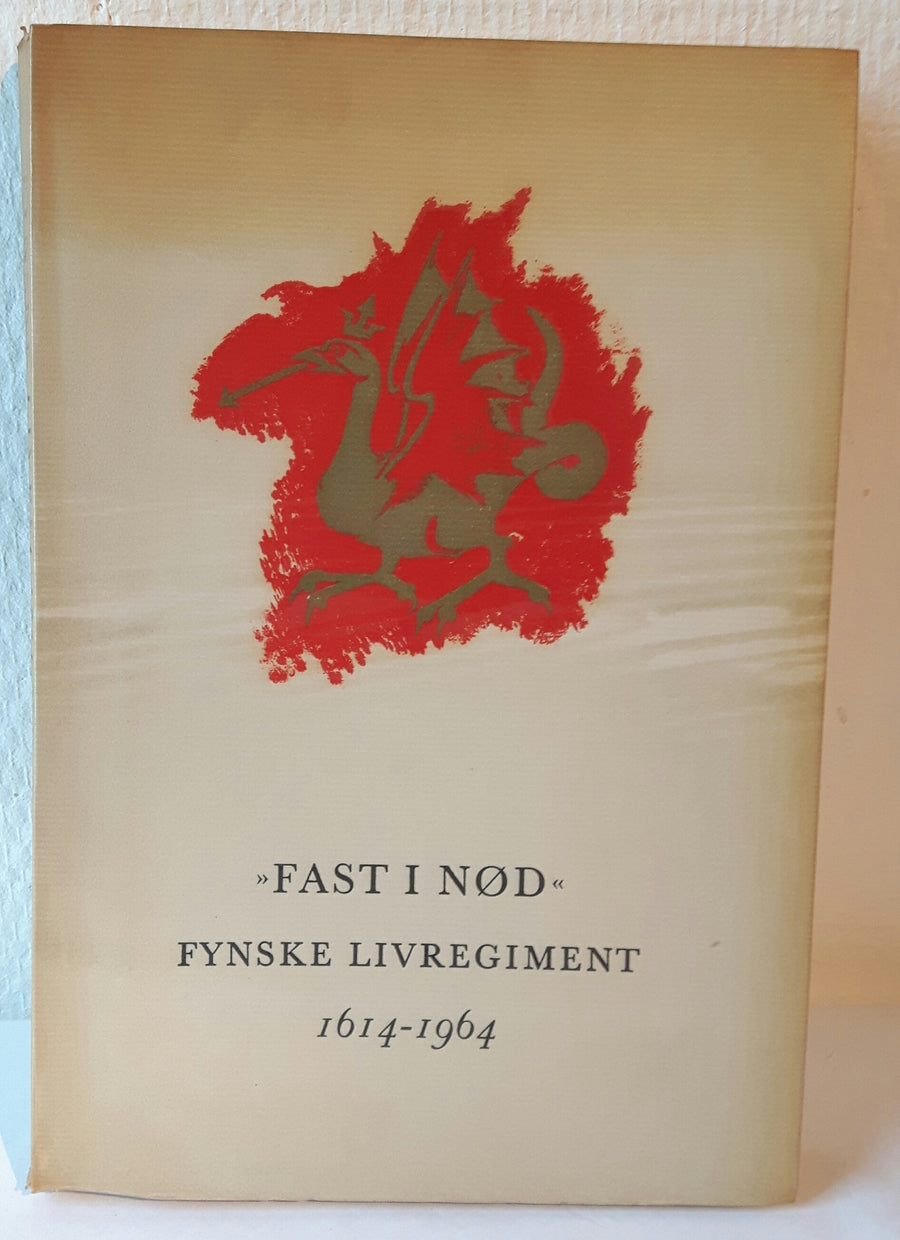 »FAST I NØD«
FYNSKE LIVREGIMENT
1614-1964